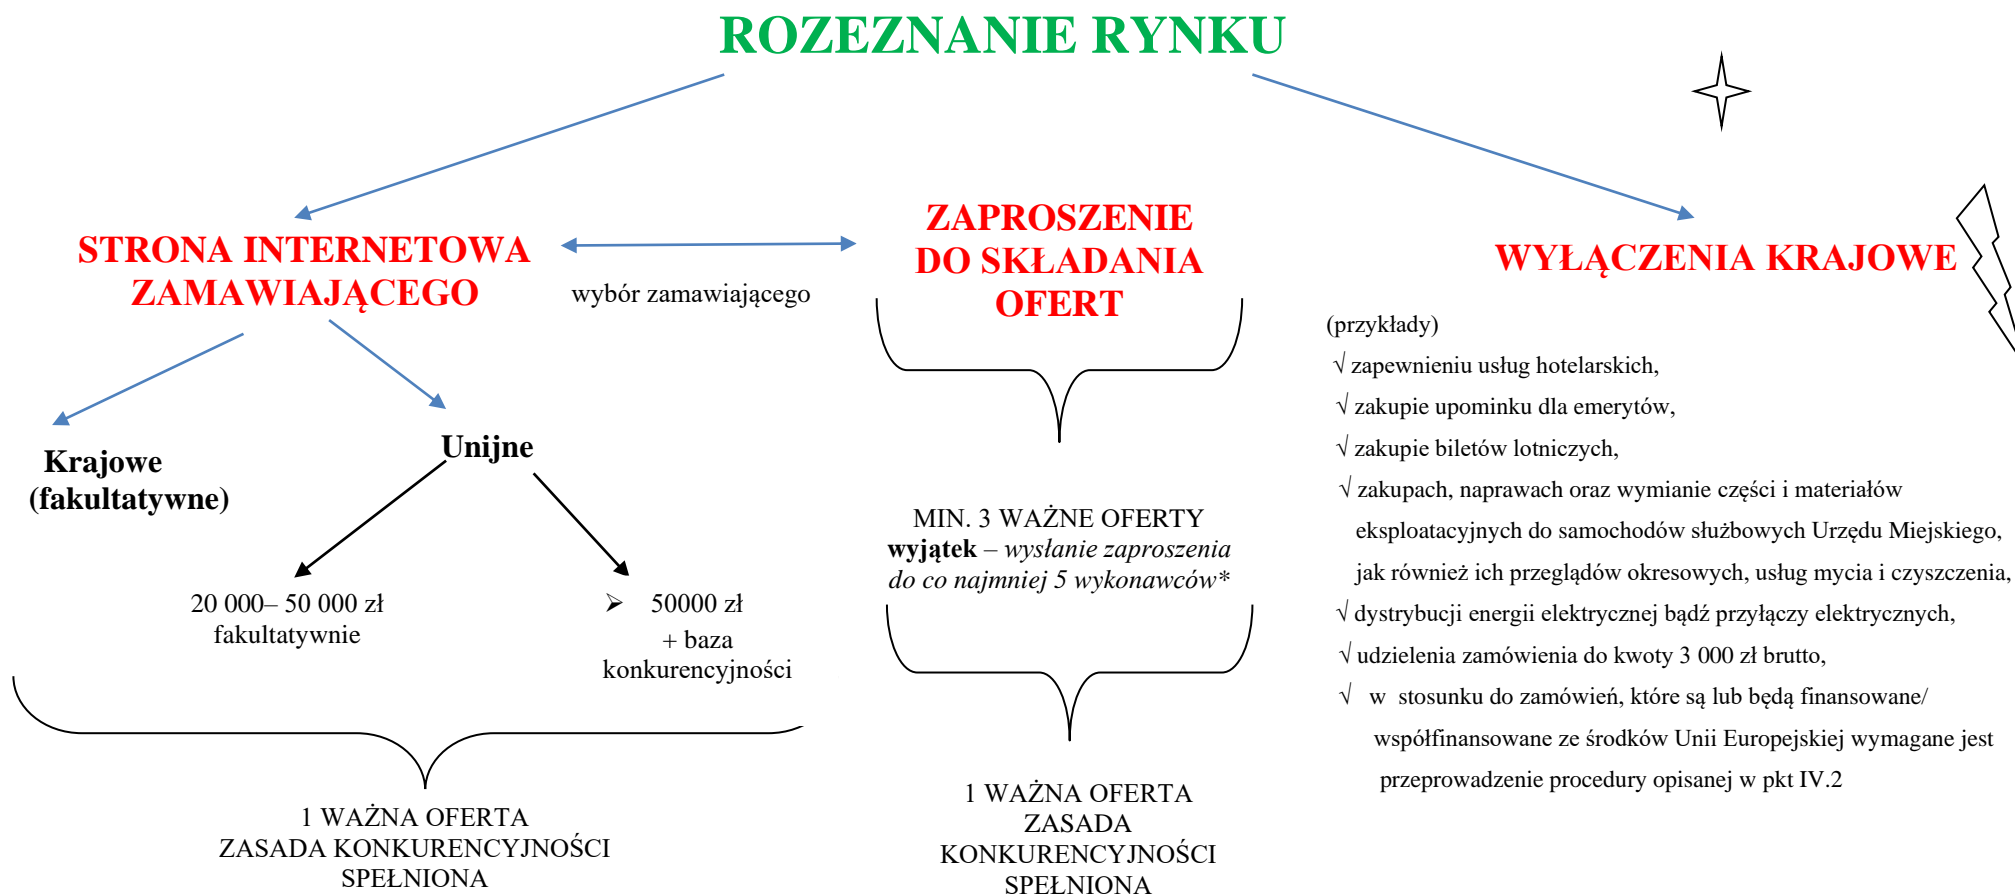 ROZEZNANIE RYNKU
STRONA INTERNETOWA
ZAMAWIAJĄCEGO
wybór zamawiającego
ZAPROSZENIE
DO SKŁADANIA
OFERT
WYŁĄCZENIA KRAJOWE
Krajowe
(fakultatywne)
Unijne
20 000– 50 000 zł
fakultatywnie
➢ 50000 zł
+ baza
konkurencyjności
1 WAŻNA OFERTA
ZASADA KONKURENCYJNOŚCI
SPEŁNIONA
MIN. 3 WAŻNE OFERTY
wyjątek – wysłanie zaproszenia
do co najmniej 5 wykonawców*
1 WAŻNA OFERTA
ZASADA
KONKURENCYJNOŚCI
SPEŁNIONA
(przykłady)
√ zapewnieniu usług hotelarskich,
√ zakupie upominku dla emerytów,
√ zakupie biletów lotniczych,
√ zakupach, naprawach oraz wymianie części i materiałów
eksploatacyjnych do samochodów służbowych Urzędu Miejskiego,
jak również ich przeglądów okresowych, usług mycia i czyszczenia,
√ dystrybucji energii elektrycznej bądź przyłączy elektrycznych,
√ udzielenia zamówienia do kwoty 3 000 zł brutto,
√ w stosunku do zamówień, które są lub będą finansowane/
współfinansowane ze środków Unii Europejskiej wymagane jest
przeprowadzenie procedury opisanej w pkt IV.2